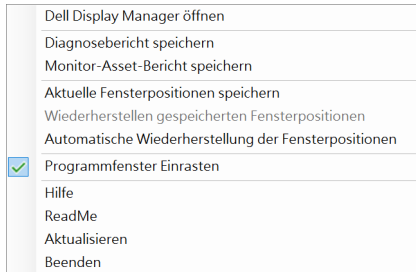 Dell Display Manager öffnen
Diagnosebericht speichern
Monitor-Asset-Bericht speichern
Aktuelle Fensterpositionen speichern
Wiederherstellen gespeicherten Fensterpositionen
Automatische Wiederherstellung der Fensterpositionen
Programmfenster Einrasten
Hilfe
ReadMe
Aktualisieren
Beenden